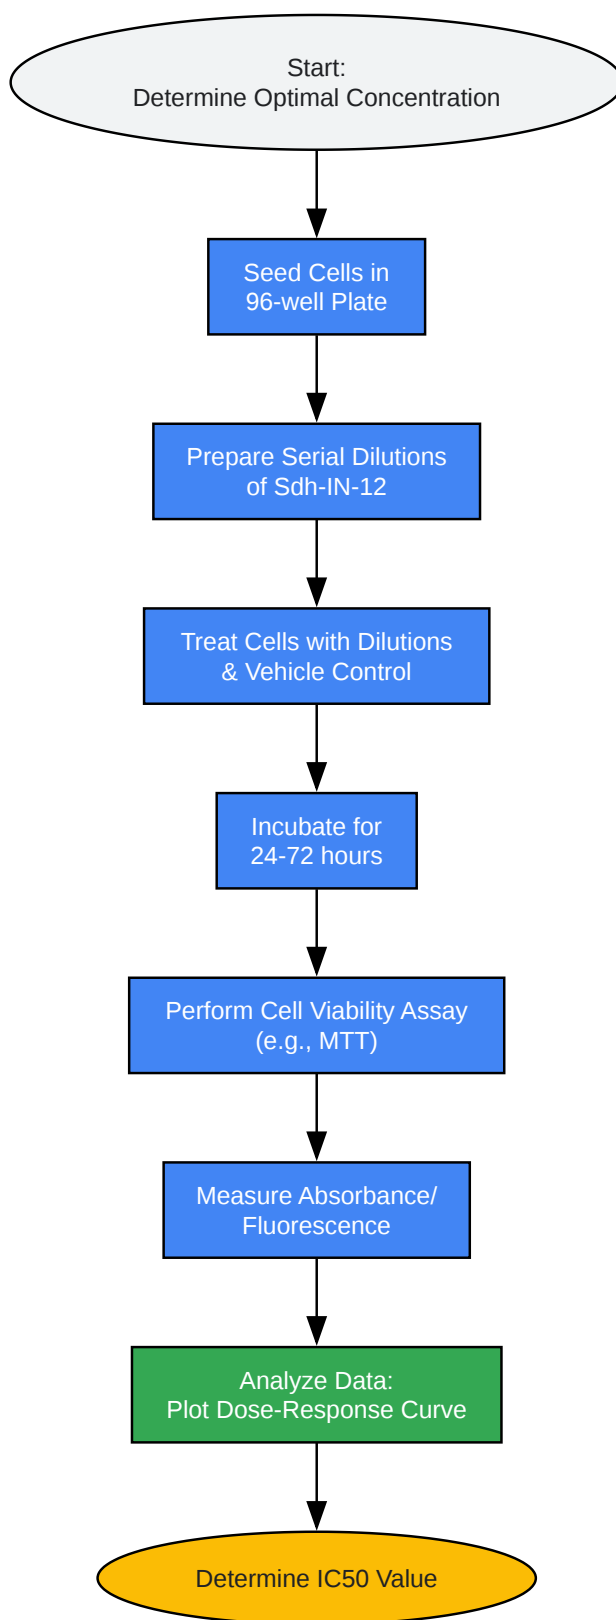 Start:
Determine Optimal Concentration
Seed Cells in
96-well Plate
Prepare Serial Dilutions
of Sdh-IN-12
Treat Cells with Dilutions
& Vehicle Control
Incubate for
24-72 hours
Perform Cell Viability Assay
(e.g., MTT)
Measure Absorbance/
Fluorescence
Analyze Data:
Plot Dose-Response Curve
Determine IC50 Value